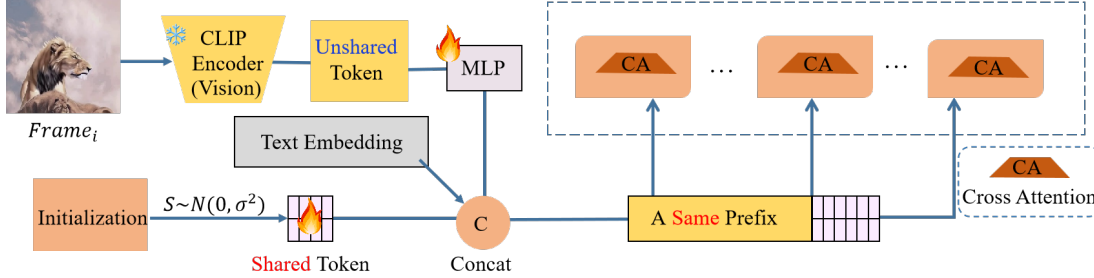 CLIP
Encoder
(Vision)
Unshared
Token
MLP
Frame_i
Text Embedding
Initialization
S~N(0, σ²)
Shared Token
C
Concat
A Same Prefix
CA
...
CA
...
CA
CA
Cross Attention